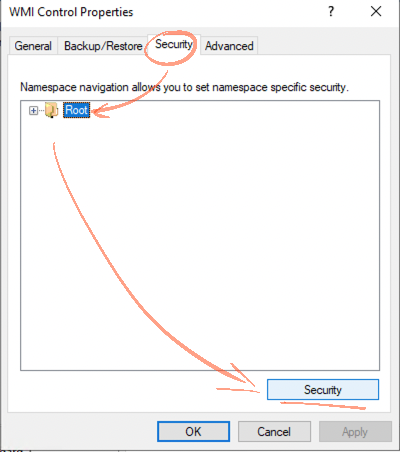 WMI Control Properties
General Backup/Restore Security Advanced
Namespace navigation allows you to set namespace specific security.
Root
Security
OK Cancel Apply